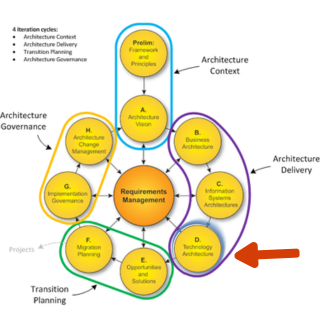 4 iteration cycles:
• Architecture Context
• Architecture Delivery
• Transition Planning
• Architecture Governance
Prelim:
Framework
and
Principles
Architecture
Context
A.
Architecture
Vision
Architecture
Governance
H.
Architecture
Change
Management
B.
Business
Architecture
Architecture
Delivery
G.
Implementation
Governance
Requirements
Management
C.
Information
Systems
Architectures
Projects
F.
Migration
Planning
D.
Technology
Architecture
E.
Opportunities
and
Solutions
Transition
Planning